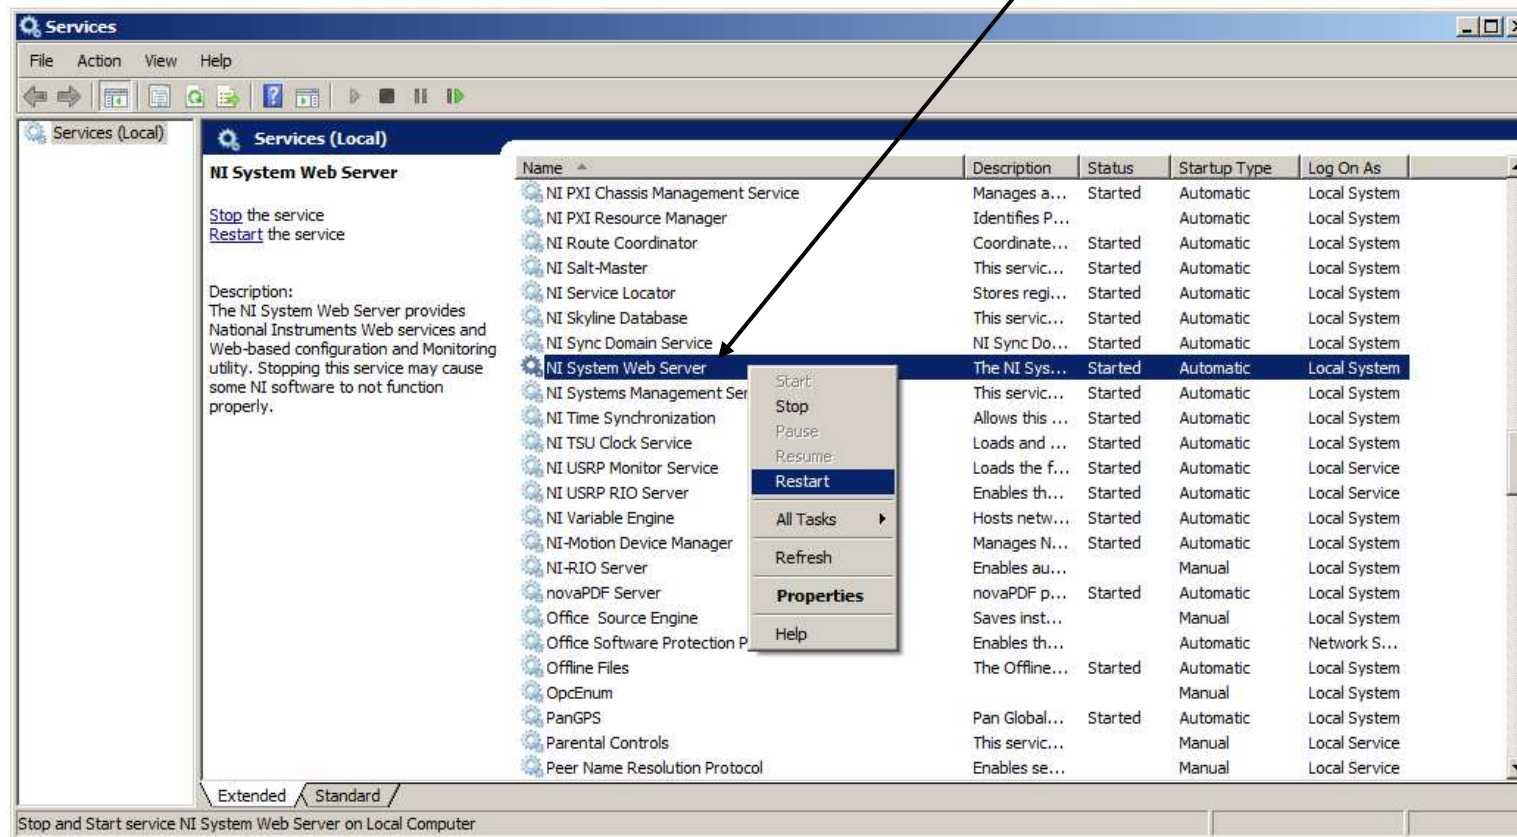 Services
File Action View Help
Services (Local)
Services (Local)
NI System Web Server
Stop the service
Restart the service
Description:
The NI System Web Server provides
National Instruments Web services and
Web-based configuration and Monitoring
utility. Stopping this service may cause
some NI software to not function
properly.
Name Description Status Startup Type Log On As
NI PXI Chassis Management Service Manages a... Started Automatic Local System
NI PXI Resource Manager Identifies P... Automatic Local System
NI Route Coordinator Coordinate... Started Automatic Local System
NI Salt-Master This servic... Started Automatic Local System
NI Service Locator Stores regi... Started Automatic Local System
NI Skyline Database This servic... Started Automatic Local System
NI Sync Domain Service NI Sync Do... Started Automatic Local System
NI System Web Server The NI Sys... Started Automatic Local System
NI Systems Management Ser This servic... Started Automatic Local System
NI Time Synchronization Allows this ... Started Automatic Local System
NI TSU Clock Service Loads and ... Started Automatic Local System
NI USRP Monitor Service Loads the f... Started Automatic Local Service
NI USRP RIO Server Enables th... Started Automatic Local Service
NI Variable Engine Hosts netw... Started Automatic Local System
NI-Motion Device Manager Manages N... Started Automatic Local System
NI-RIO Server Enables au... Manual Local System
novaPDF Server novaPDF p... Started Automatic Local System
Office Source Engine Saves inst... Manual Local System
Office Software Protection P Enables th... Automatic Network S...
Offline Files The Offline... Started Automatic Local System
OpcEnum Manual Local System
PanGPS Pan Global... Started Automatic Local System
Parental Controls This servic... Manual Local Service
Peer Name Resolution Protocol Enables se... Manual Local Service
Start
Stop
Pause
Resume
Restart
All Tasks
Refresh
Properties
Help
Extended Standard
Stop and Start service NI System Web Server on Local Computer